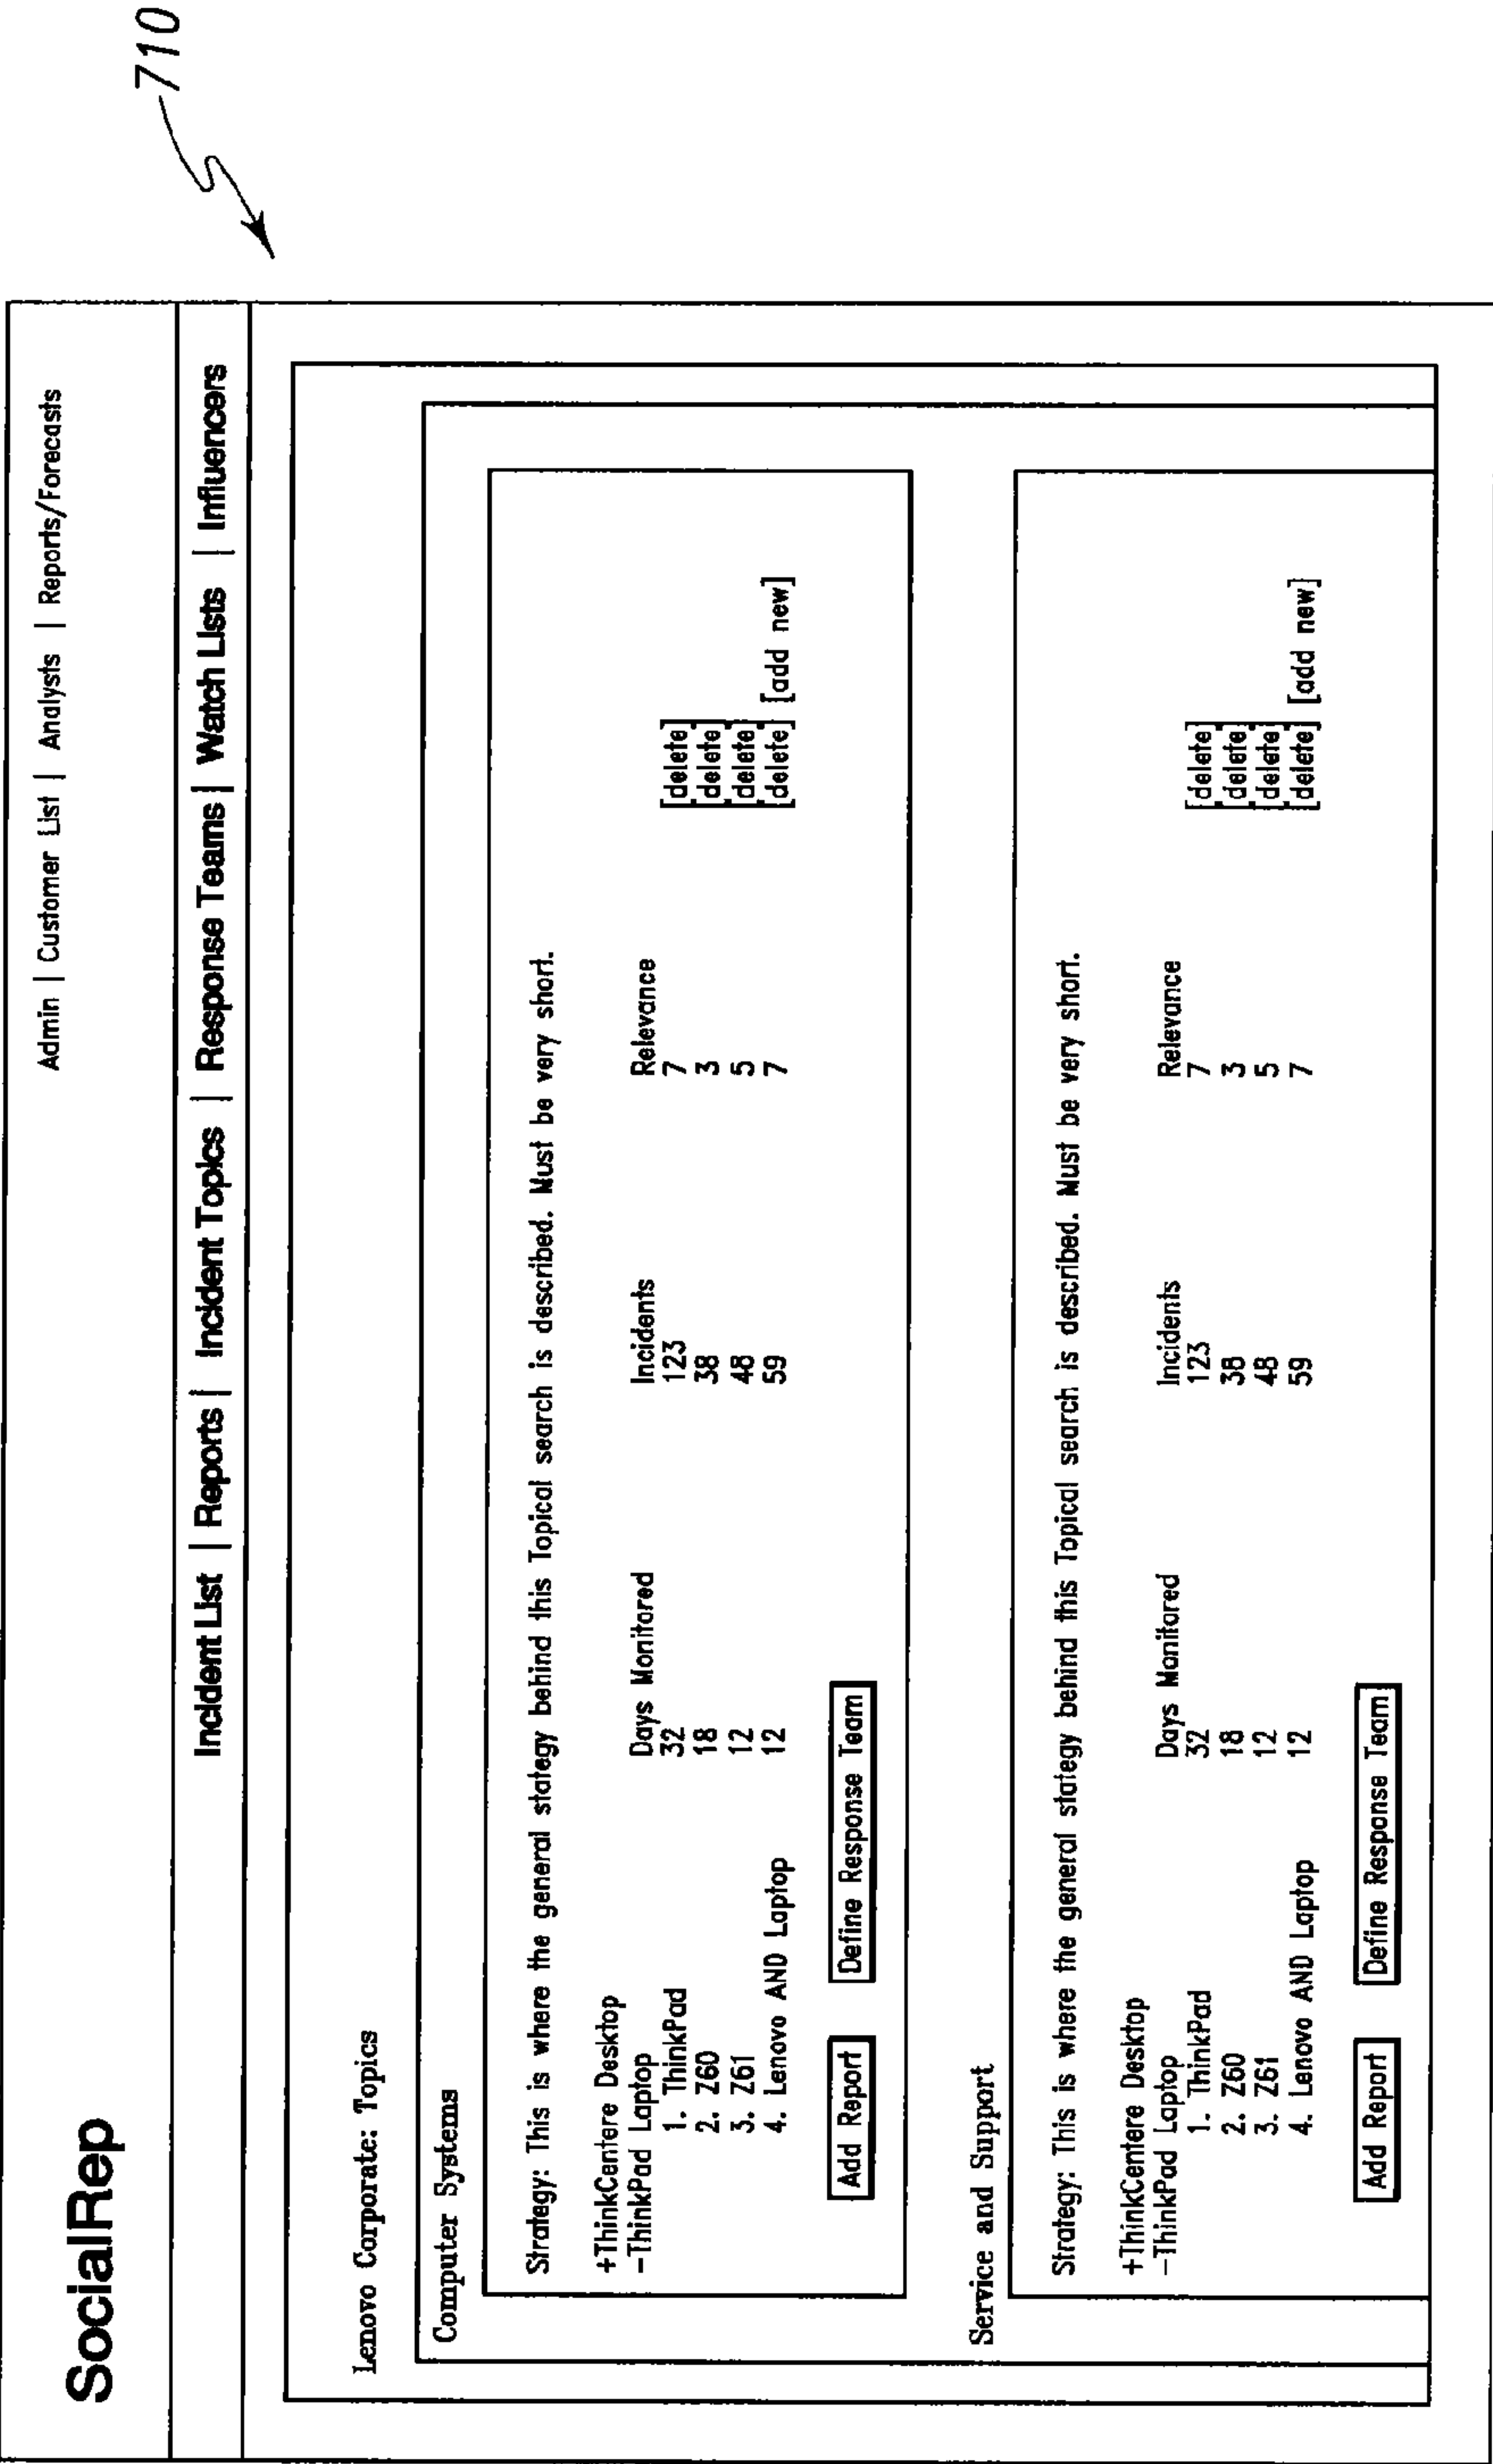 710
SocialRep
Admin | Customer List | Analysts | Reports/Forecasts
Incident List | Reports | Incident Topics | Response Teams | Watch Lists | Influencers
Lenovo Corporate: Topics
Computer Systems
Strategy: This is where the general stategy behind this Topical search is described. Must be very short.
+ThinkCentere Desktop
−ThinkPad Laptop Days Monitored Incidents Relevance
1. ThinkPad 32 123 7 [delete]
2. Z60 18 38 3 [delete]
3. Z61 12 48 5 [delete]
4. Lenovo AND Laptop 12 59 7 [delete] [add new]
Add Report Define Response Team
Service and Support
Strategy: This is where the general stategy behind this Topical search is described. Must be very short.
+ThinkCentere Desktop
−ThinkPad Laptop Days Monitored Incidents Relevance
1. ThinkPad 32 123 7 [delete]
2. Z60 18 38 3 [delete]
3. Z61 12 48 5 [delete]
4. Lenovo AND Laptop 12 59 7 [delete] [add new]
Add Report Define Response Team